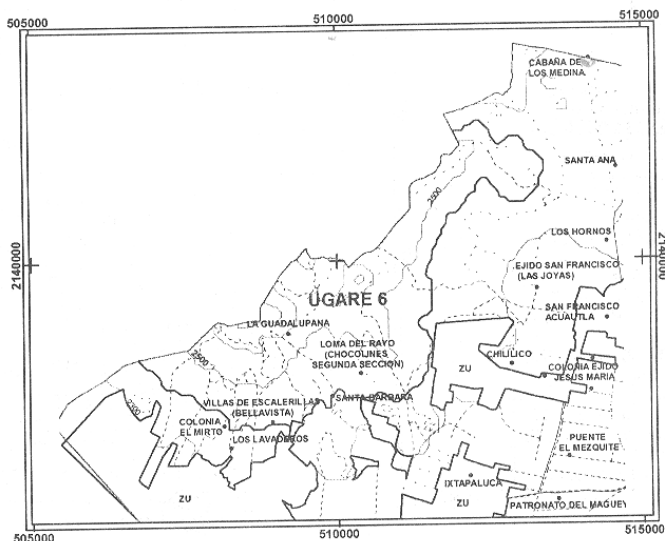 505000
510000
515000
CABAÑA DE
LOS MEDINA
SANTA ANA
2500
LOS HORNOS
2140000
2140000
EJIDO SAN FRANCISCO
(LAS JOYAS)
UGARE 6
SAN FRANCISCO
ACUAUTLA
LA GUADALUPANA
LOMA DEL RAYO
(CHOCOLINES
SEGUNDA SECCIÓN)
2500
CHILILICO
ZU
COLONIA EJIDO
JESUS MARIA
VILLAS DE ESCALERILLAS
(BELLAVISTA)
SANTA BARBARA
COLONIA
EL MIRTO
LOS LAVADEROS
PUENTE
EL MEZQUITE
IXTAPALUCA
ZU
ZU
PATRONATO DEL MAGUEY
505000
510000
515000